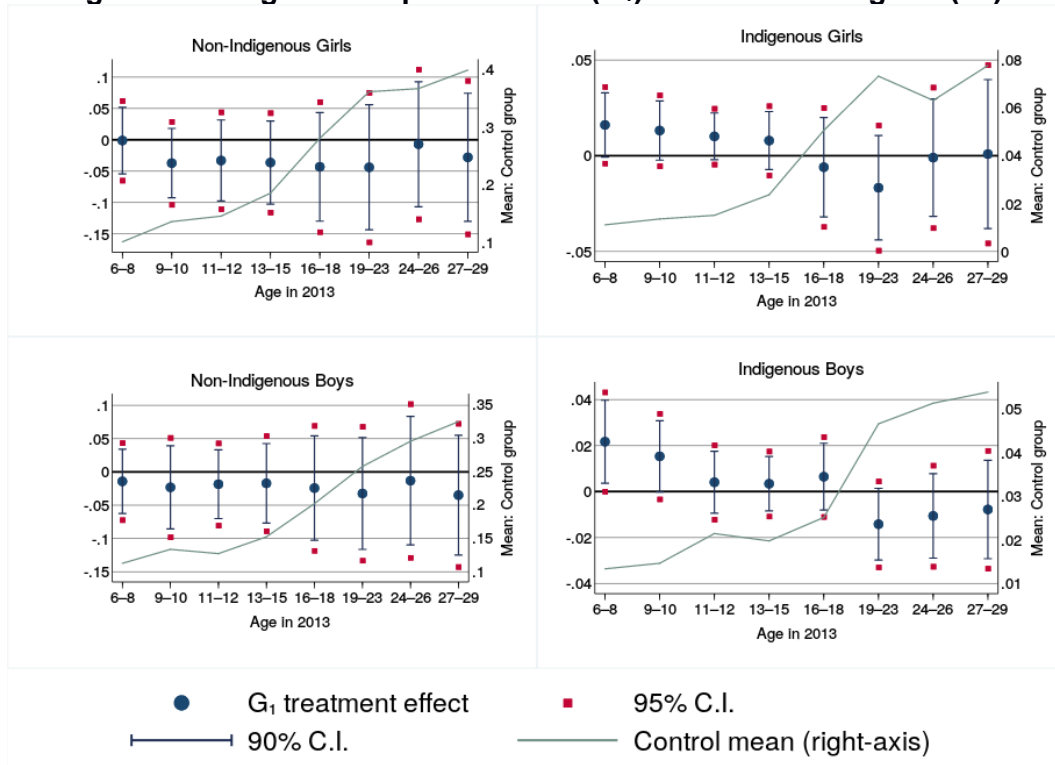 Non-Indigenous Girls
.1
.05
0
-.05
-.1
-.15
.4
.3
.2
.1
Mean: Control group
6–8 9–10 11–12 13–15 16–18 19–23 24–26 27–29
Age in 2013
Indigenous Girls
.05
0
-.05
0.08
0.06
0.04
0.02
0
Mean: Control group
6–8 9–10 11–12 13–15 16–18 19–23 24–26 27–29
Age in 2013
Non-Indigenous Boys
.1
.05
0
-.05
-.1
-.15
.35
.3
.25
.2
.15
.1
Mean: Control group
6–8 9–10 11–12 13–15 16–18 19–23 24–26 27–29
Age in 2013
Indigenous Boys
.04
.02
0
-.02
-.04
.05
.04
.03
.02
.01
Mean: Control group
6–8 9–10 11–12 13–15 16–18 19–23 24–26 27–29
Age in 2013
G₁ treatment effect
95% C.I.
90% C.I.
Control mean (right-axis)